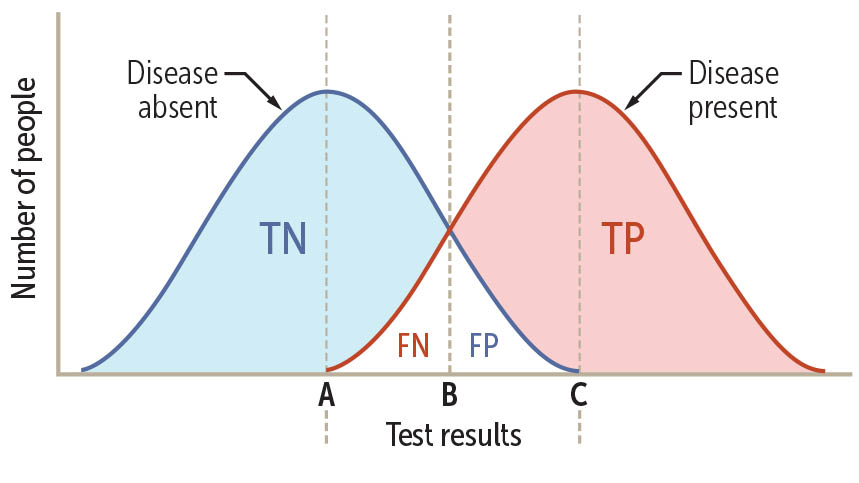 Number of people
Disease
absent
Disease
present
TN
TP
FN
FP
A
B
C
Test results